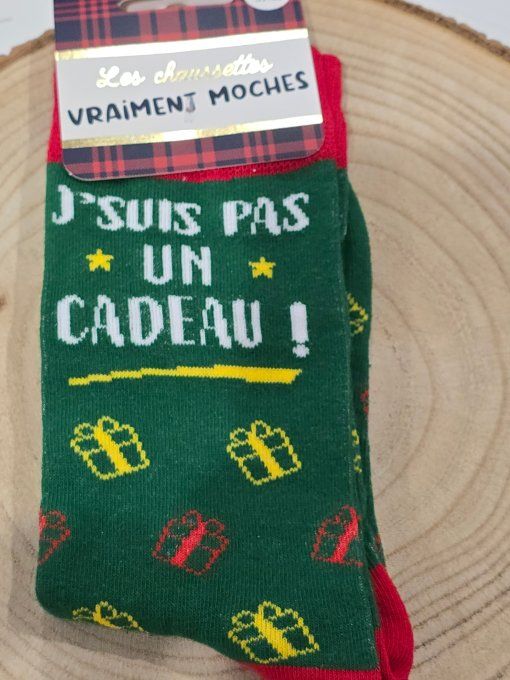 Les chaussettes
VRAiMENT MOCHES
J'SUIS PAS
UN
CADEAU !